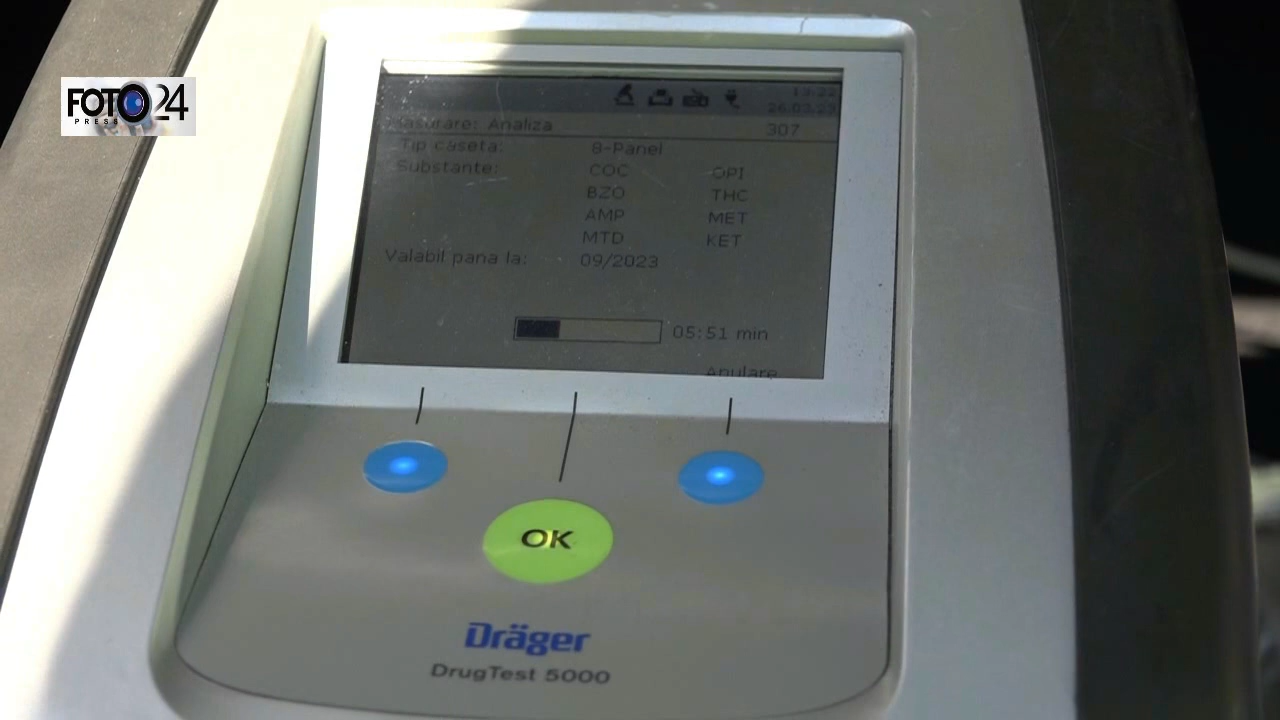 FOTO24
PRESS
Masurare: Analiza 307
Tip caseta: 8-Panel
Substante: COC OPI
BZO THC
AMP MET
MTD KET
Valabil pana la: 09/2023
05:51 min
Anulare
OK
Dräger
DrugTest 5000